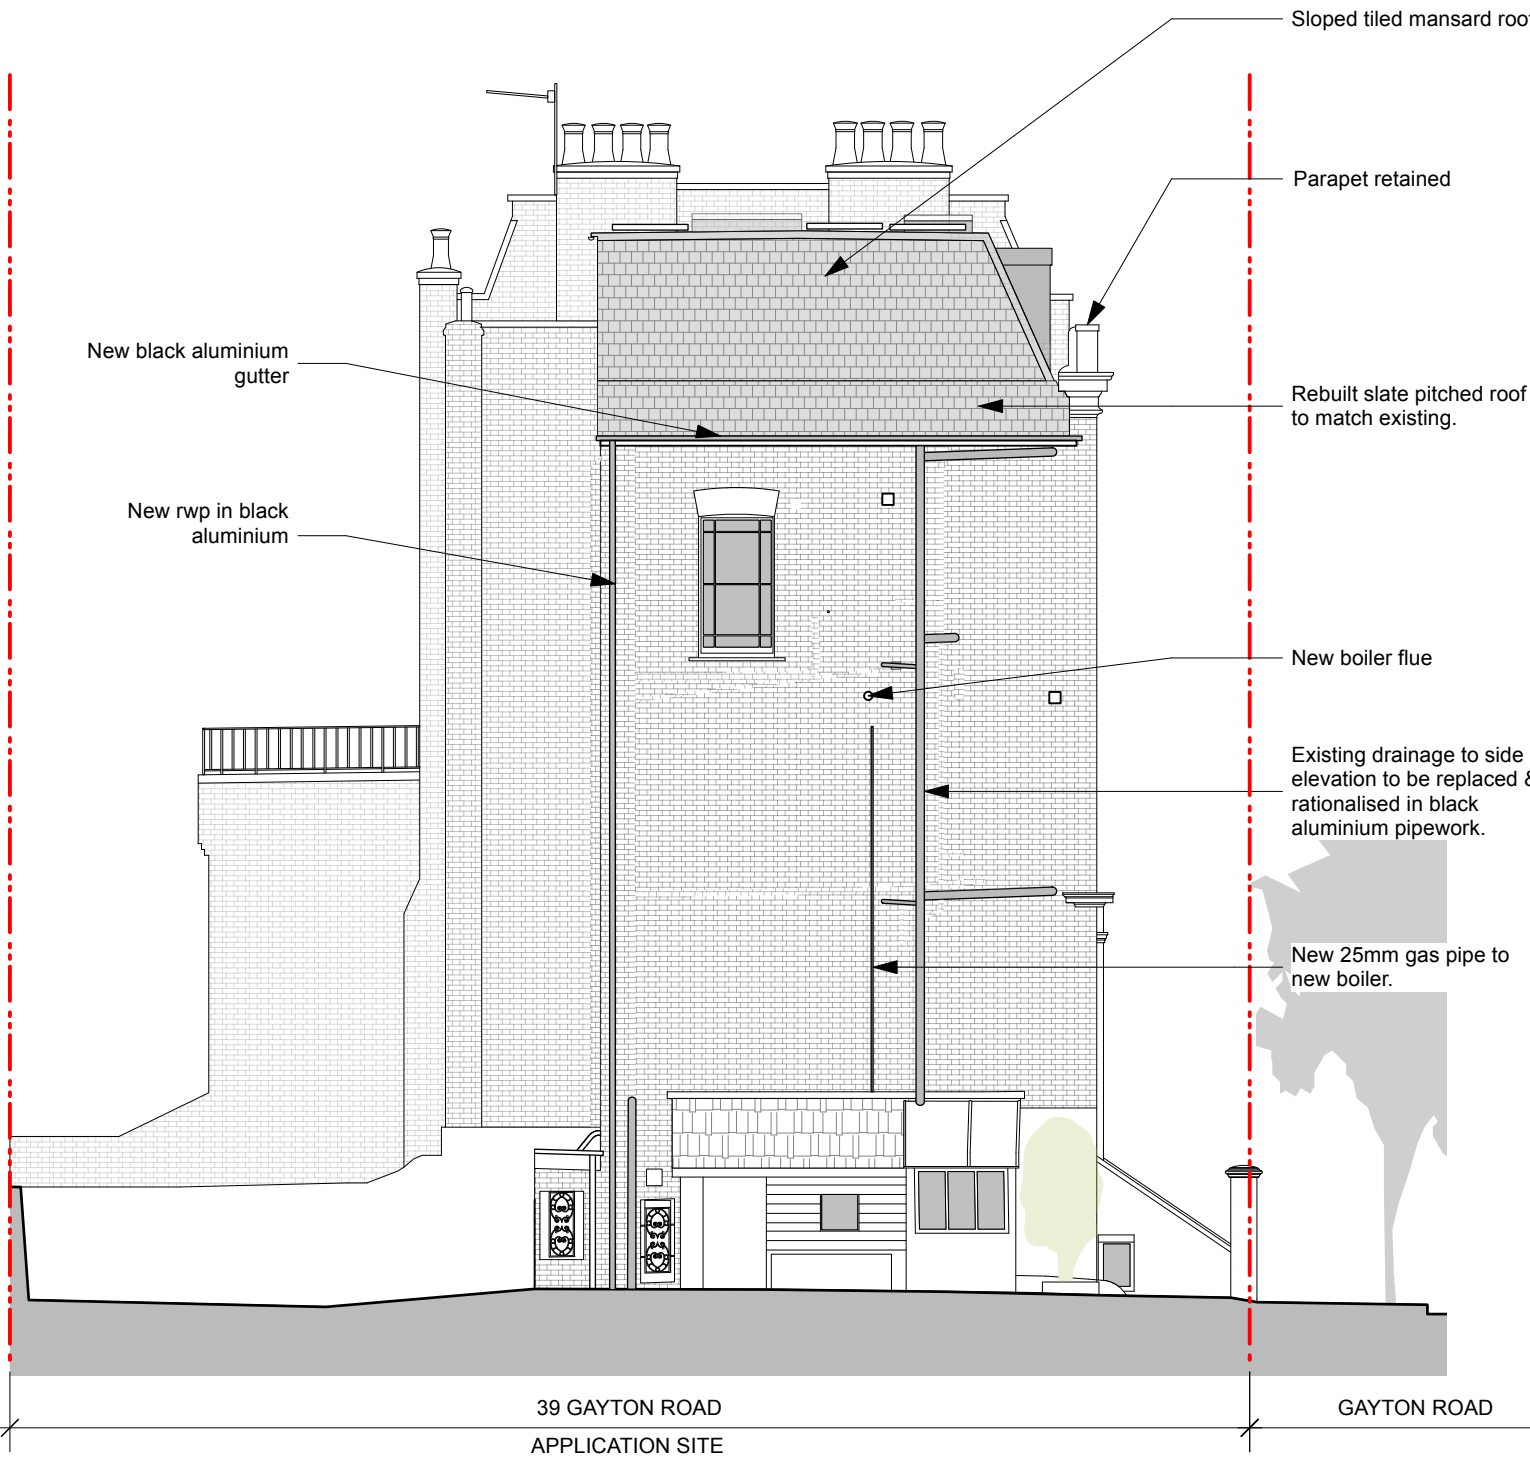 Sloped tiled mansard roof
Parapet retained
New black aluminium
gutter
Rebuilt slate pitched roof
to match existing.
New rwp in black
aluminium
New boiler flue
Existing drainage to side
elevation to be replaced &
rationalised in black
aluminium pipework.
New 25mm gas pipe to
new boiler.
39 GAYTON ROAD
GAYTON ROAD
APPLICATION SITE